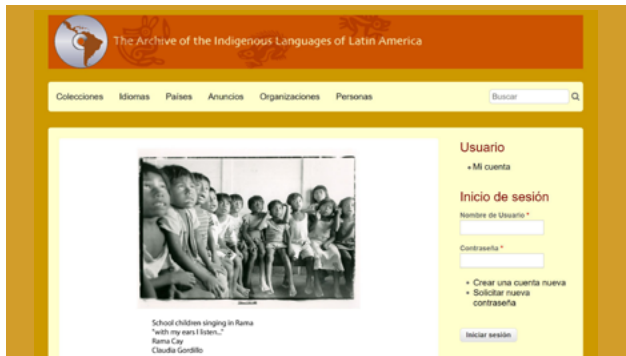 The Archive of the Indigenous Languages of Latin America
Colecciones Idiomas Países Anuncios Organizaciones Personas Buscar
Usuario
Mi cuenta
Inicio de sesión
Nombre de Usuario *
Contraseña *
Crear una cuenta nueva
Solicitar nueva
contraseña
Iniciar sesión
School children singing in Rama
"with my ears I listen..."
Rama Cay
Claudia Gordillo